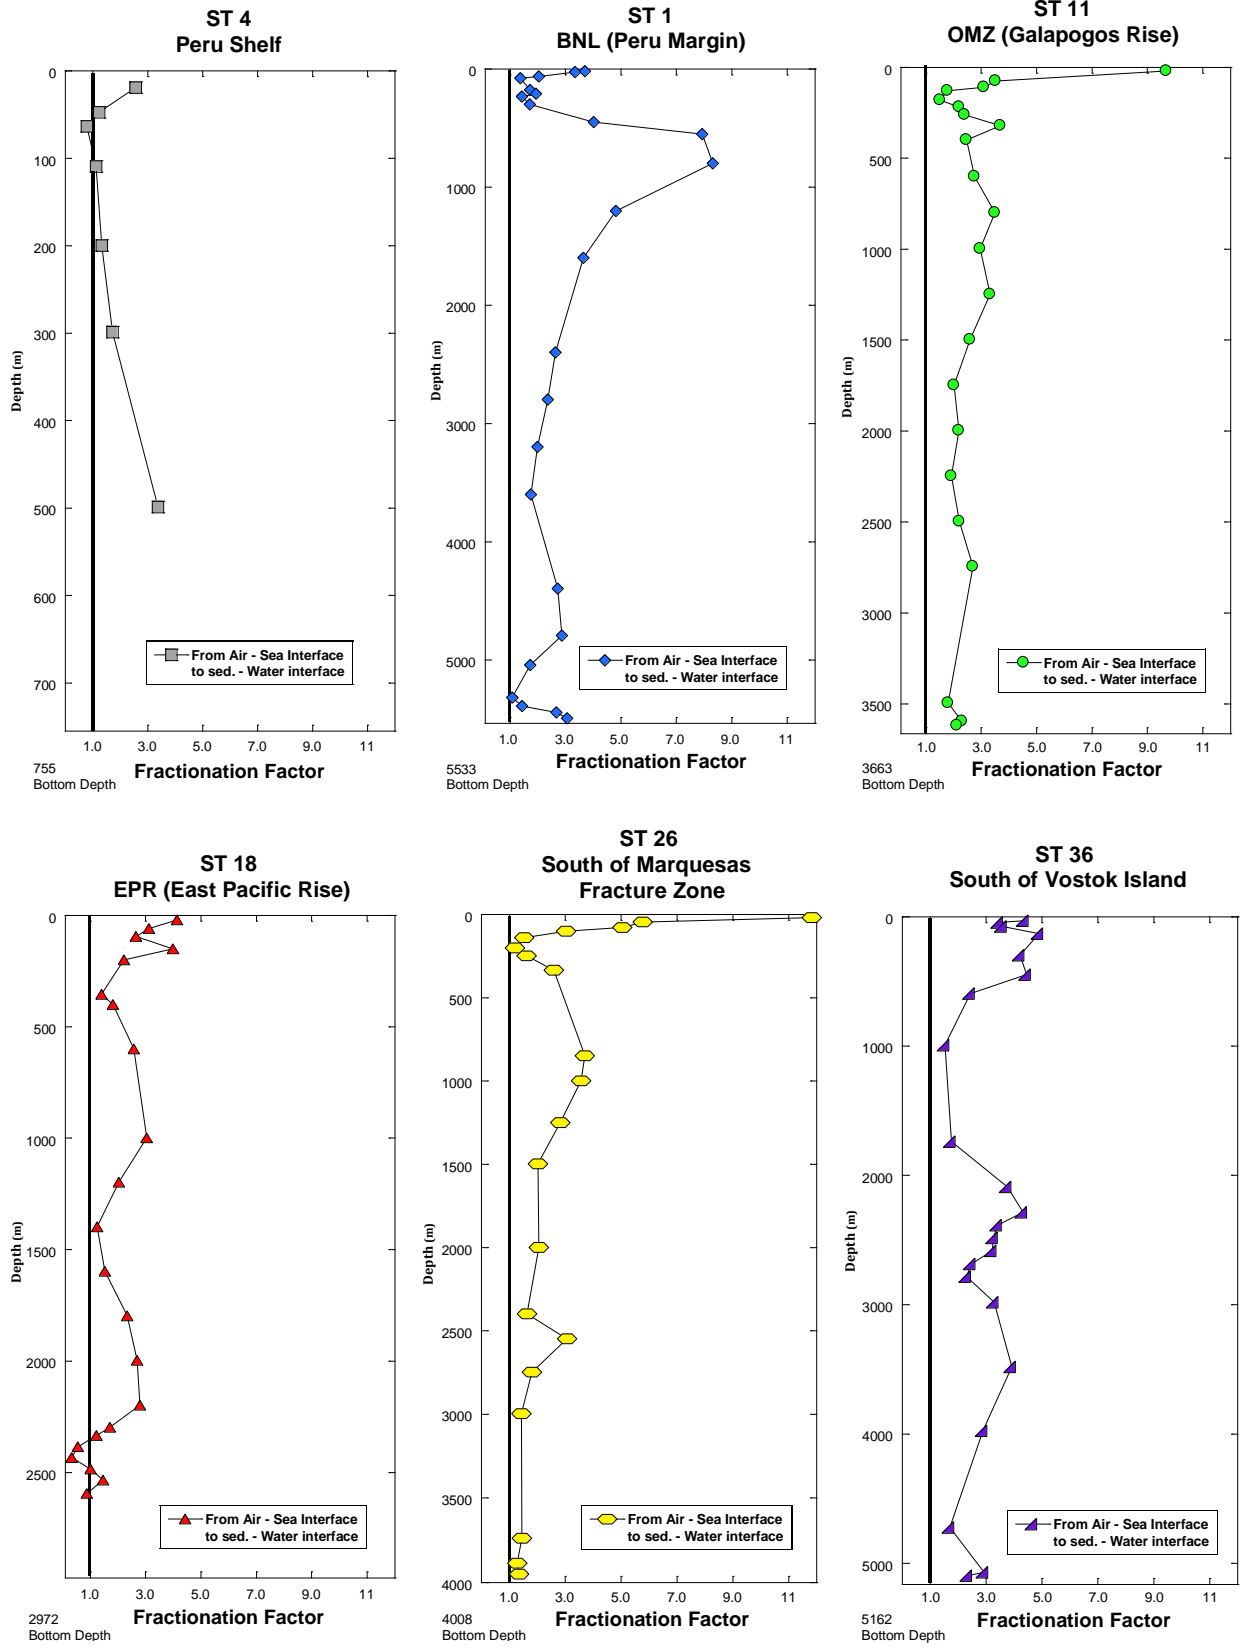 ST 4
Peru Shelf
0
100
200
300
400
500
600
700
Depth (m)
From Air - Sea Interface
to sed. - Water interface
1.0 3.0 5.0 7.0 9.0 11
755
Bottom Depth
Fractionation Factor
ST 1
BNL (Peru Margin)
0
1000
2000
3000
4000
5000
Depth (m)
From Air - Sea Interface
to sed. - Water interface
1.0 3.0 5.0 7.0 9.0 11
5533
Bottom Depth
Fractionation Factor
ST 11
OMZ (Galapogos Rise)
0
500
1000
1500
2000
2500
3000
3500
Depth (m)
From Air - Sea Interface
to sed. - Water interface
1.0 3.0 5.0 7.0 9.0 11
3663
Bottom Depth
Fractionation Factor
ST 18
EPR (East Pacific Rise)
0
500
1000
1500
2000
2500
Depth (m)
From Air - Sea Interface
to sed. - Water interface
1.0 3.0 5.0 7.0 9.0 11
2972
Bottom Depth
Fractionation Factor
ST 26
South of Marquesas
Fracture Zone
0
500
1000
1500
2000
2500
3000
3500
4000
Depth (m)
From Air - Sea Interface
to sed. - Water interface
1.0 3.0 5.0 7.0 9.0 11
4008
Bottom Depth
Fractionation Factor
ST 36
South of Vostok Island
0
1000
2000
3000
4000
5000
Depth (m)
From Air - Sea Interface
to sed. - Water interface
1.0 3.0 5.0 7.0 9.0 11
5162
Bottom Depth
Fractionation Factor